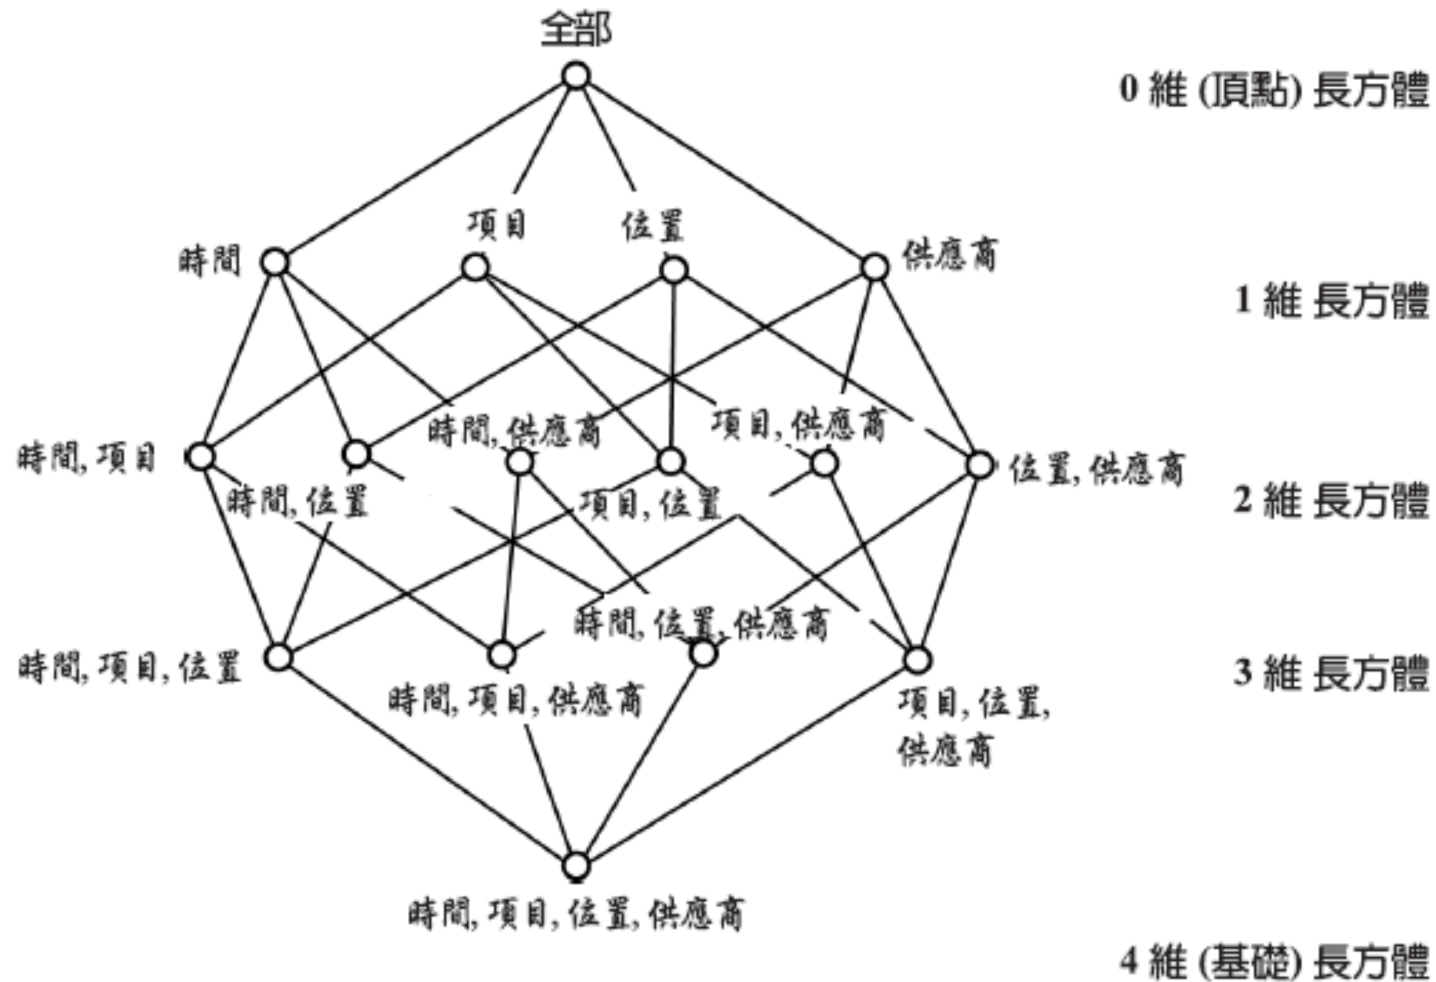 全部
0 維 (頂點) 長方體
項目
位置
時間
供應商
1 維 長方體
時間, 供應商
項目, 供應商
時間, 項目
位置, 供應商
時間, 位置
項目, 位置
2 維 長方體
時間, 位置, 供應商
時間, 項目, 位置
3 維 長方體
時間, 項目, 供應商
項目, 位置,
供應商
時間, 項目, 位置, 供應商
4 維 (基礎) 長方體